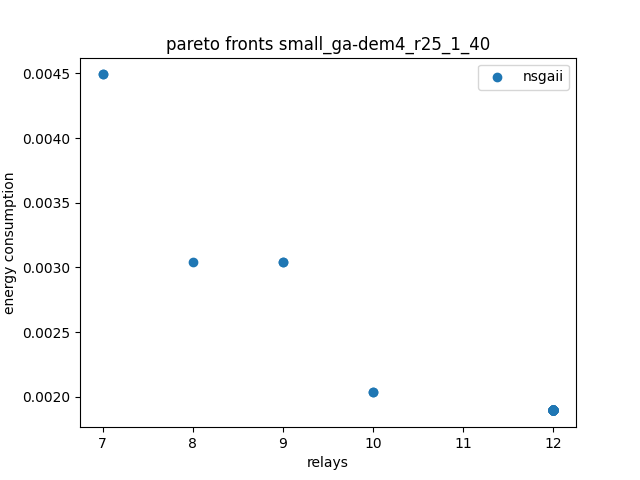 pareto fronts small_ga-dem4_r25_1_40
nsgaii
energy consumption
0.0045
0.0040
0.0035
0.0030
0.0025
0.0020
7 8 9 10 11 12
relays